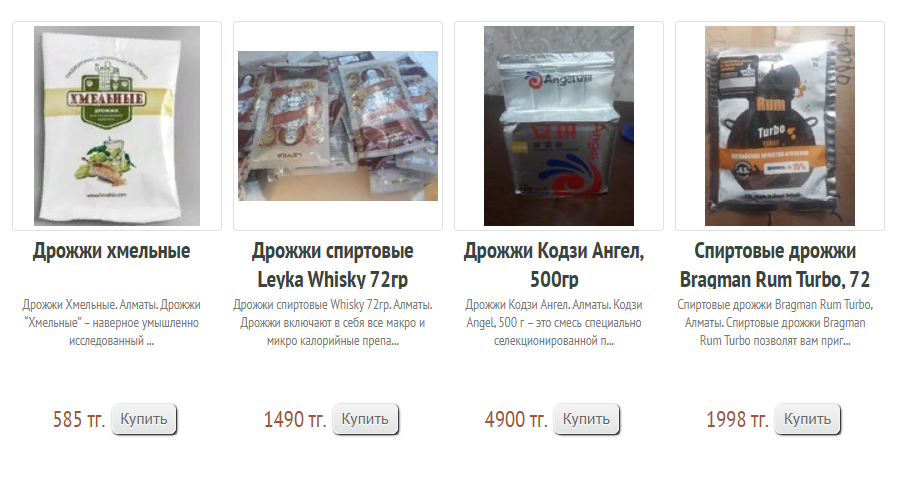 ХМЕЛЬНЫЕ
ДРОЖЖИ
Angel
Rum
Turbo
YEAST
15%
Дрожжи хмельные
Дрожжи Хмельные. Алматы. Дрожжи
"Хмельные" – наверное умышленно
исследованный ...
585 тг.
Купить
Дрожжи спиртовые
Leyka Whisky 72гр
Дрожжи спиртовые Whisky 72гр. Алматы.
Дрожжи включают в себя все макро и
микро калорийные препа...
1490 тг.
Купить
Дрожжи Кодзи Ангел,
500гр
Дрожжи Кодзи Ангел. Алматы. Кодзи
Angel, 500 г – это смесь специально
селекционированной п...
4900 тг.
Купить
Спиртовые дрожжи
Bragman Rum Turbo, 72
Спиртовые дрожжи Bragman Rum Turbo,
Алматы. Спиртовые дрожжи Bragman
Rum Turbo позволят вам приг...
1998 тг.
Купить